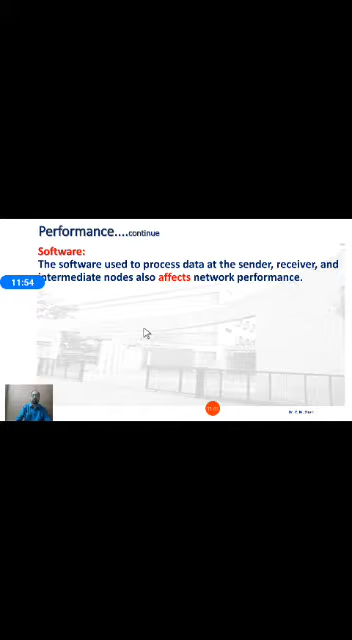 Performance....continue
Software:
The software used to process data at the sender, receiver, and
intermediate nodes also affects network performance.
11:54